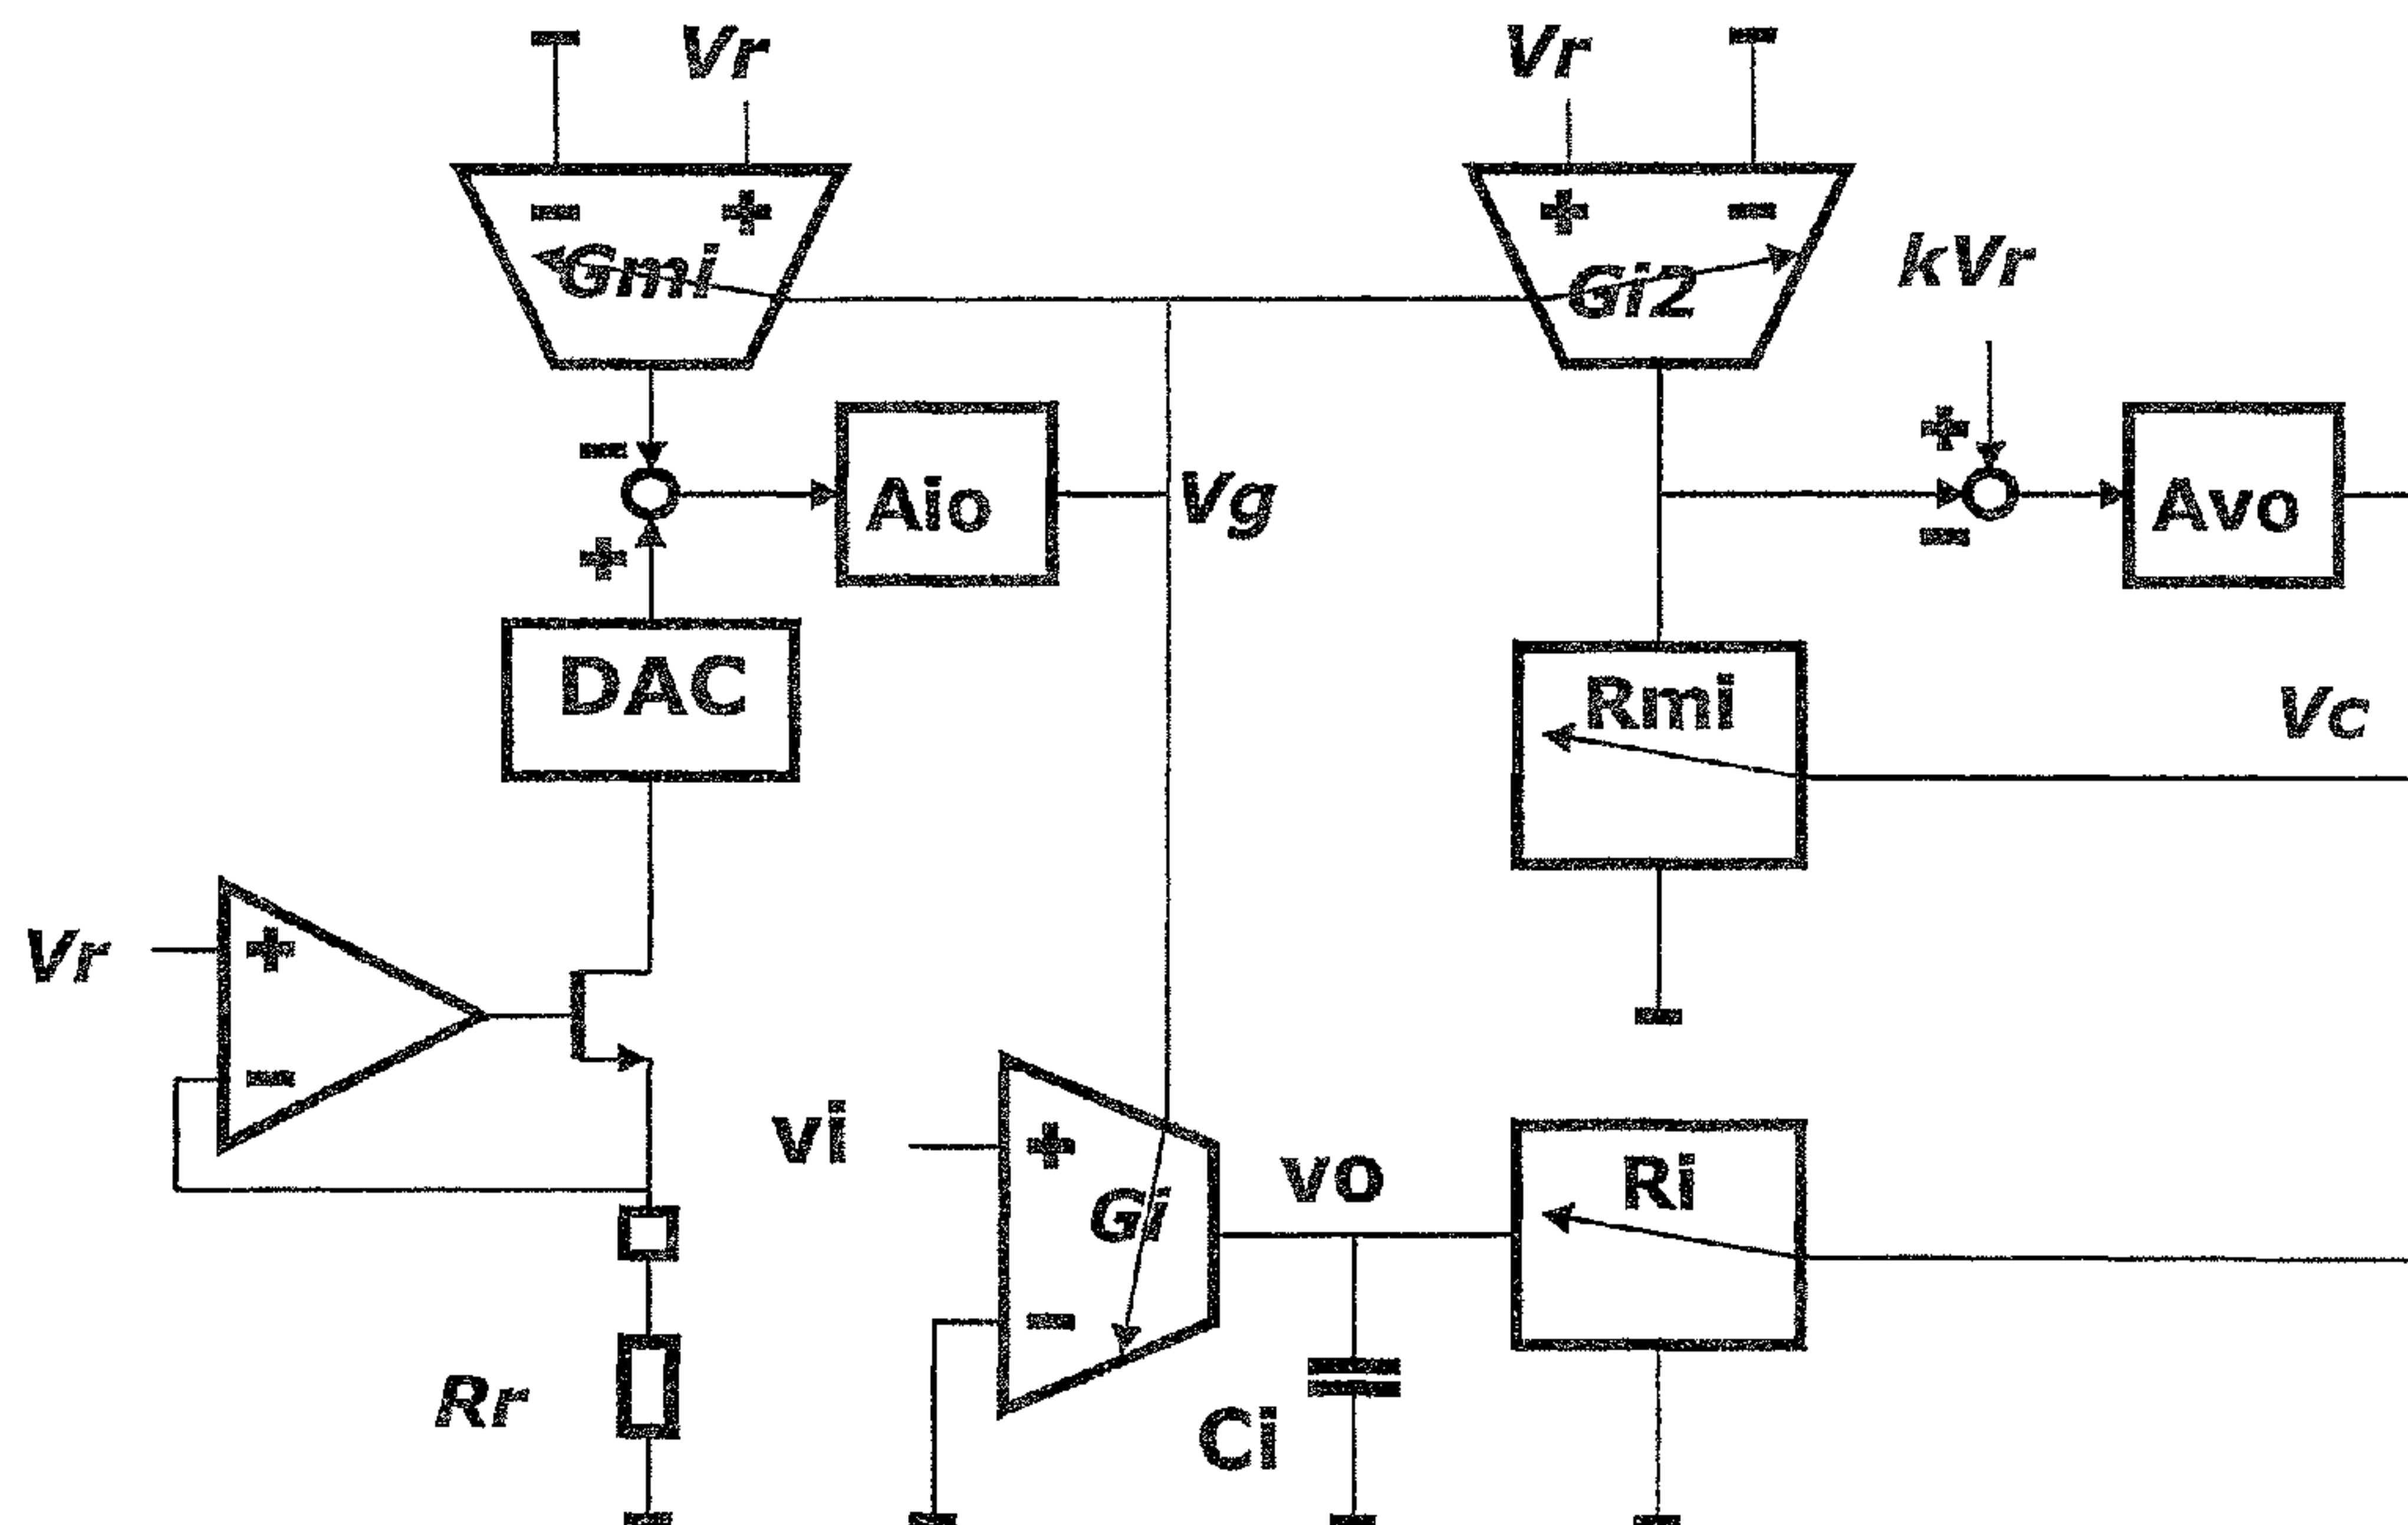 Vr
Vr
− +
+ −
Gmi
Gi2
kVr
−
+
Aio
Vg
Avo
+
−
DAC
Rmi
Vc
Vr
+
−
vi
+
Gi
−
vo
Ri
Rr
Ci